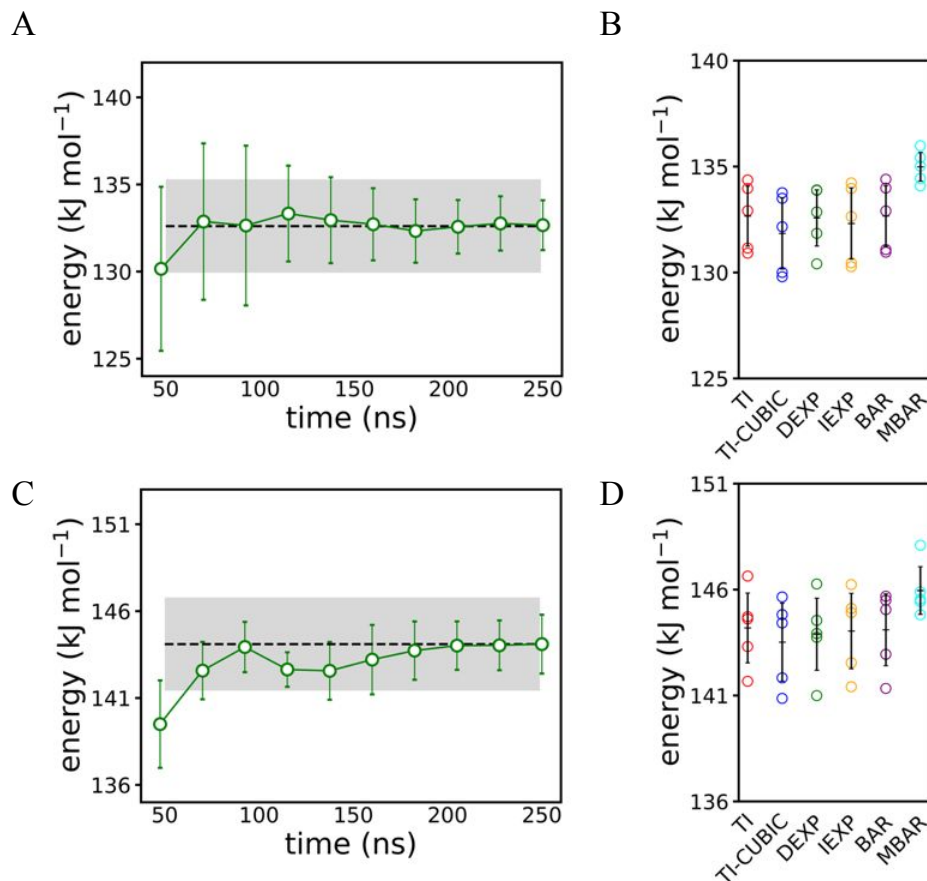 A
energy (kJ mol⁻¹)
140
135
130
125
50 100 150 200 250
time (ns)
B
energy (kJ mol⁻¹)
140
135
130
125
TI TI-CUBIC DEXP IEXP BAR MBAR
C
energy (kJ mol⁻¹)
151
146
141
136
50 100 150 200 250
time (ns)
D
energy (kJ mol⁻¹)
151
146
141
136
TI TI-CUBIC DEXP IEXP BAR MBAR